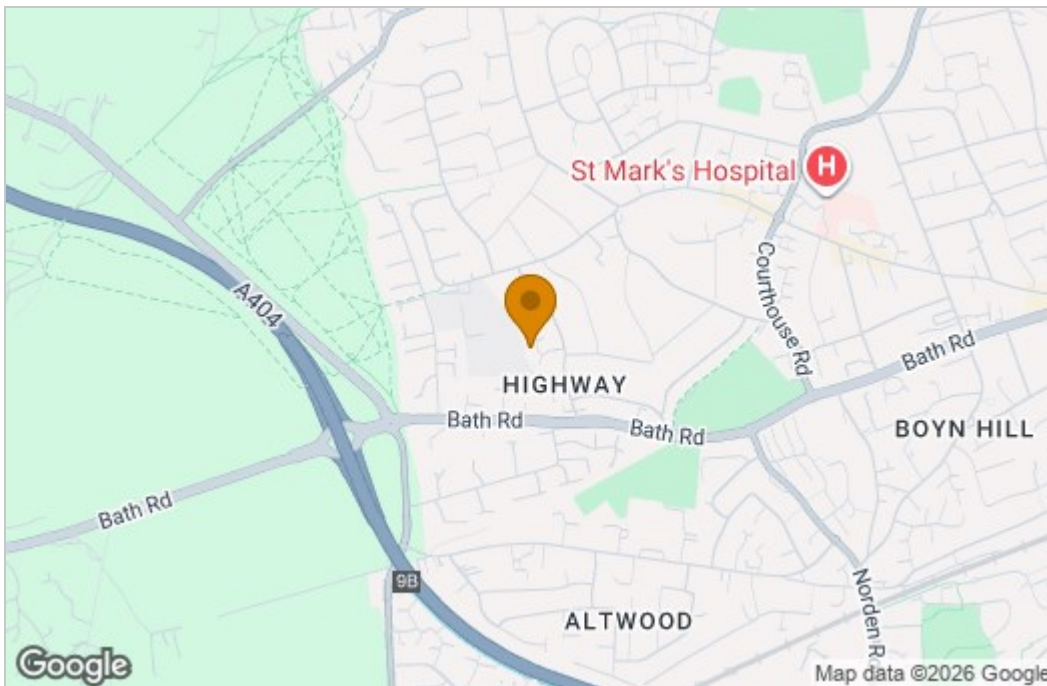 St Mark's Hospital
H
A404
Courthouse Rd
Bath Rd
HIGHWAY
Bath Rd
Bath Rd
BOYN HILL
Bath Rd
9B
Norden Rd
ALTWOOD
Google
Map data ©2026 Google